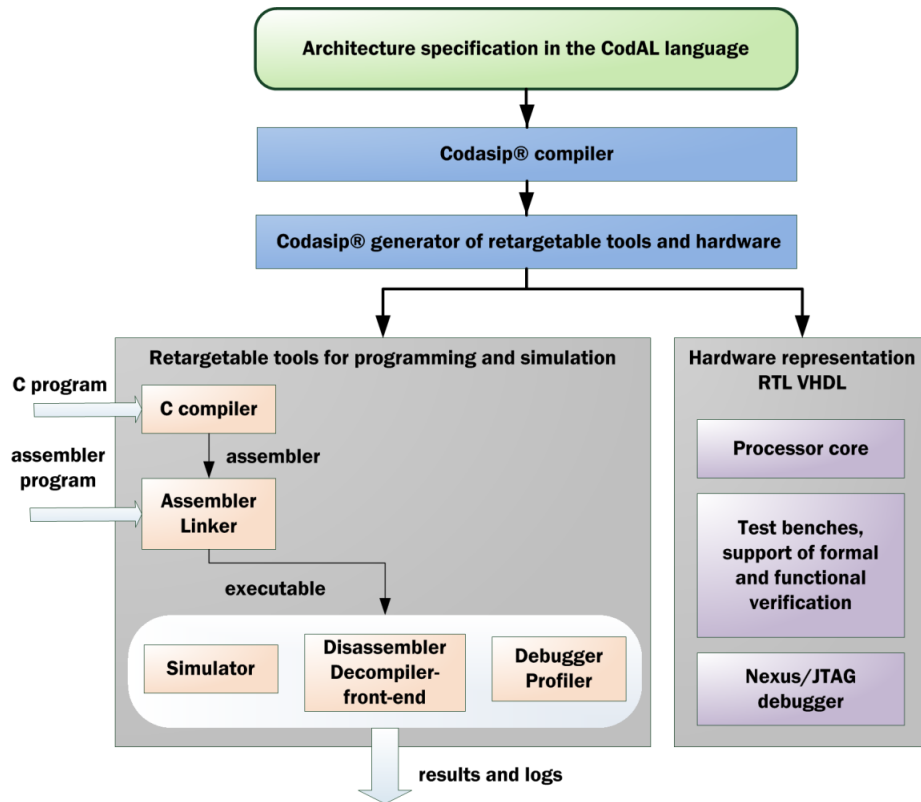 Architecture specification in the CodAL language
Codasip® compiler
Codasip® generator of retargetable tools and hardware
Retargetable tools for programming and simulation
C program
C compiler
assembler
assembler
program
Assembler
Linker
executable
Simulator
Disassembler
Decompiler-
front-end
Debugger
Profiler
results and logs
Hardware representation
RTL VHDL
Processor core
Test benches,
support of formal
and functional
verification
Nexus/JTAG
debugger